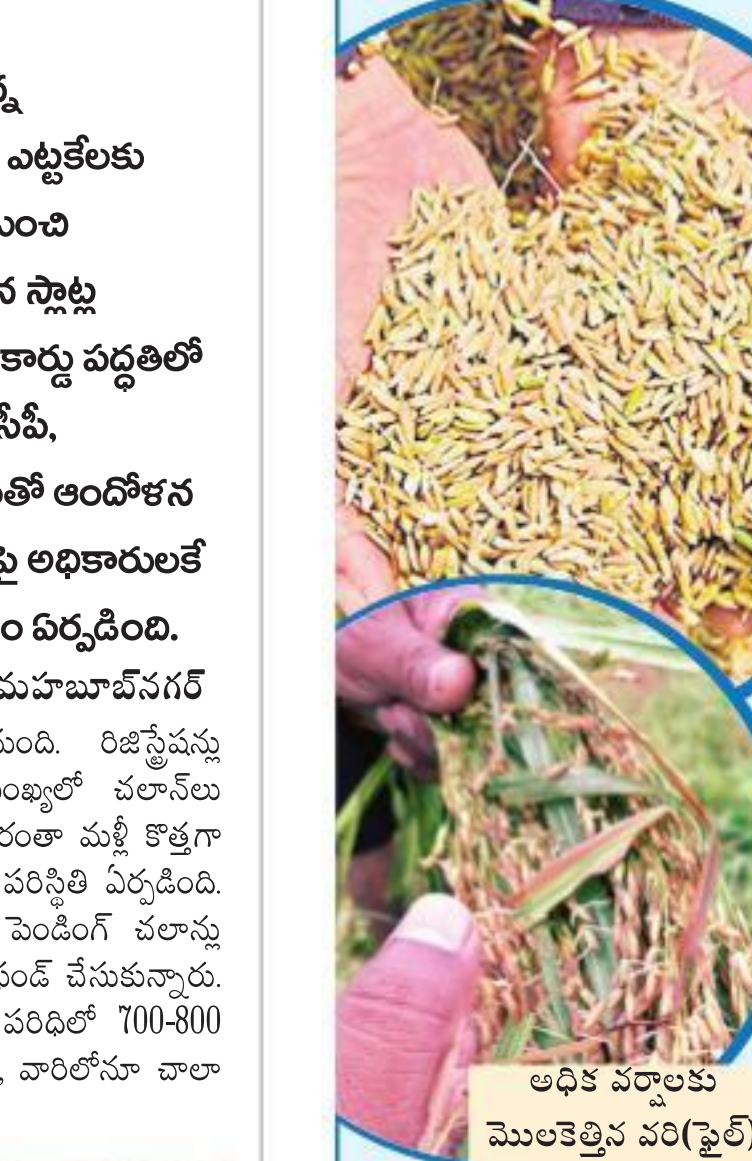 ఎట్టకేలకు
స్లాట్ల
పద్ధతిలో
ఆందోళన
అధికారులకే
ఏర్పడింది.
మహబూబ్‌నగర్
రిజిస్ట్రేషన్లు
చలాన్‌లు
మళ్లీ కొత్తగా
పరిస్థితి ఏర్పడింది.
పెండింగ్ చలాన్లు
చేసుకున్నారు.
పరిధిలో 700-800
వారిలోనూ చాలా
అధిక వర్షాలకు
మొలకెత్తిన వరి(ఫైల్)